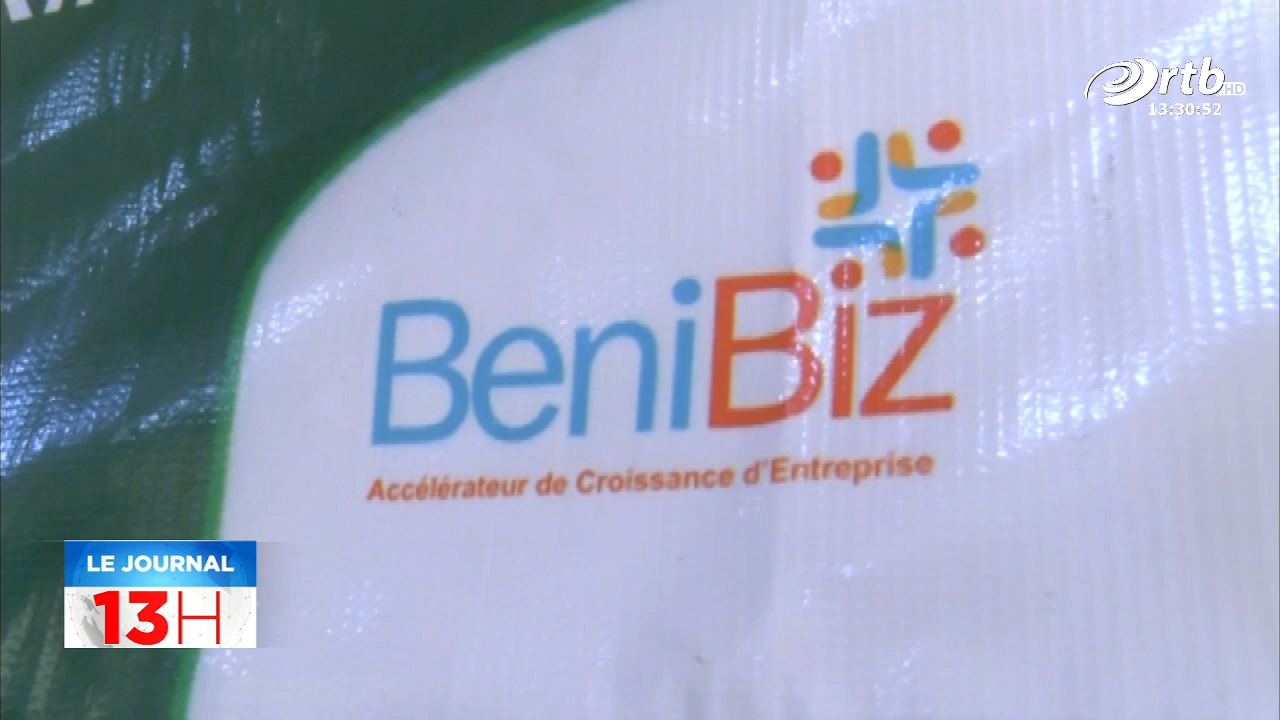 rtb HD
13:30:52
BeniBiz
Accélérateur de Croissance d'Entreprise
LE JOURNAL
13H